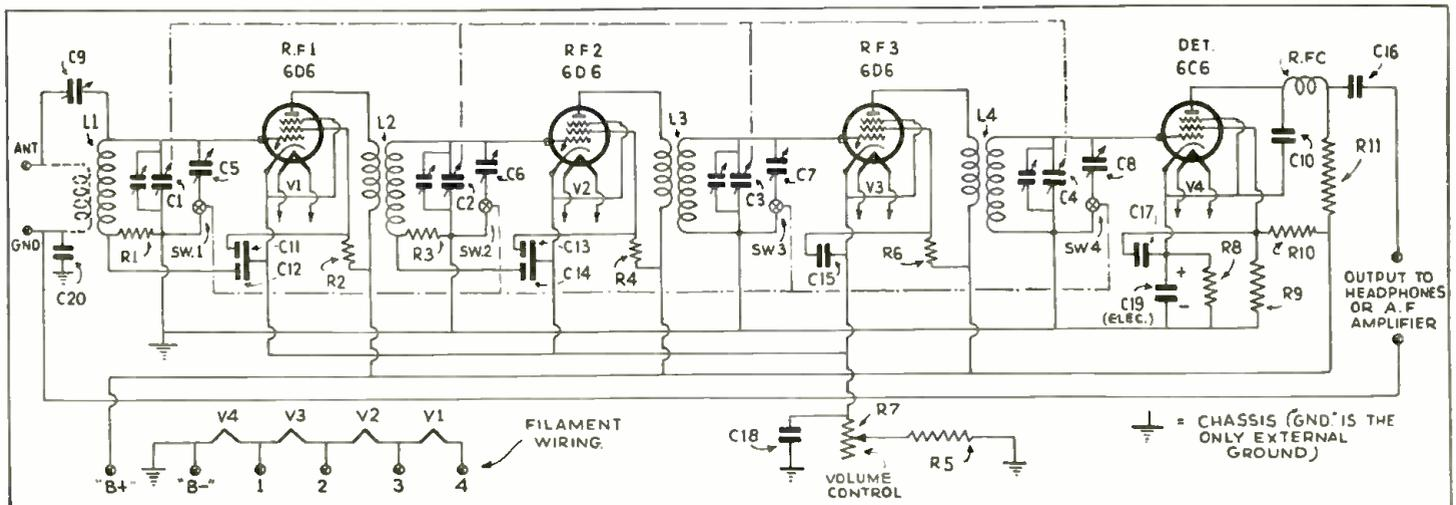 R.F1
6D6
RF2
6D6
RF3
6D6
DET.
6C6
R.FC
C16
C9
L1
ANT
C5
C1
V1
L2
C6
C2
V2
L3
C7
C3
V3
L4
C8
C4
V4
C10
R11
GND
C20
R1
SW.1
C11
C12
R2
R3
SW.2
C13
C14
R4
SW.3
C15
R6
SW4
C17
R8
R10
C19
(ELEC.)
+
−
R9
OUTPUT TO
HEADPHONES
OR A.F
AMPLIFIER
V4 V3 V2 V1
FILAMENT
WIRING.
"B+" "B-" 1 2 3 4
C18
R7
R5
VOLUME
CONTROL
= CHASSIS ("GND." IS THE
ONLY EXTERNAL
GROUND)